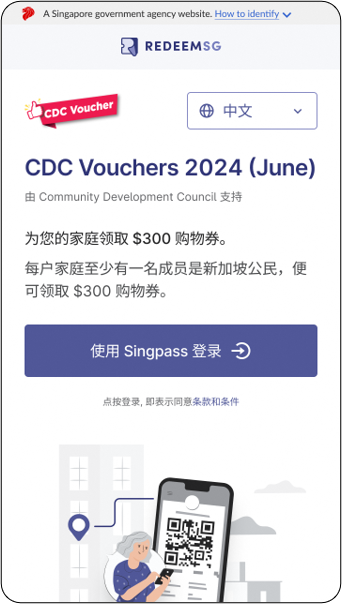 A Singapore government agency website. How to identify
REDEEMSG
CDC Voucher
中文
CDC Vouchers 2024 (June)
由 Community Development Council 支持
为您的家庭领取 $300 购物券。
每户家庭至少有一名成员是新加坡公民，便
可领取 $300 购物券。
使用 Singpass 登录
点按登录, 即表示同意条款和条件